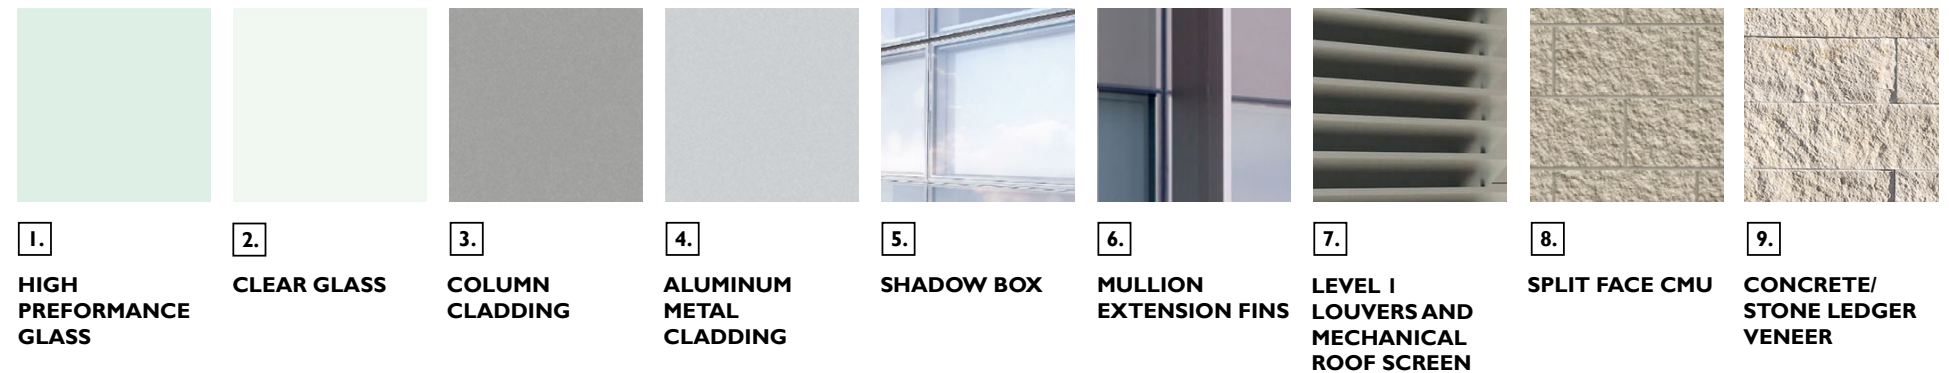 1.
HIGH
PREFORMANCE
GLASS
2.
CLEAR GLASS
3.
COLUMN
CLADDING
4.
ALUMINUM
METAL
CLADDING
5.
SHADOW BOX
6.
MULLION
EXTENSION FINS
7.
LEVEL 1
LOUVERS AND
MECHANICAL
ROOF SCREEN
8.
SPLIT FACE CMU
9.
CONCRETE/
STONE LEDGER
VENEER